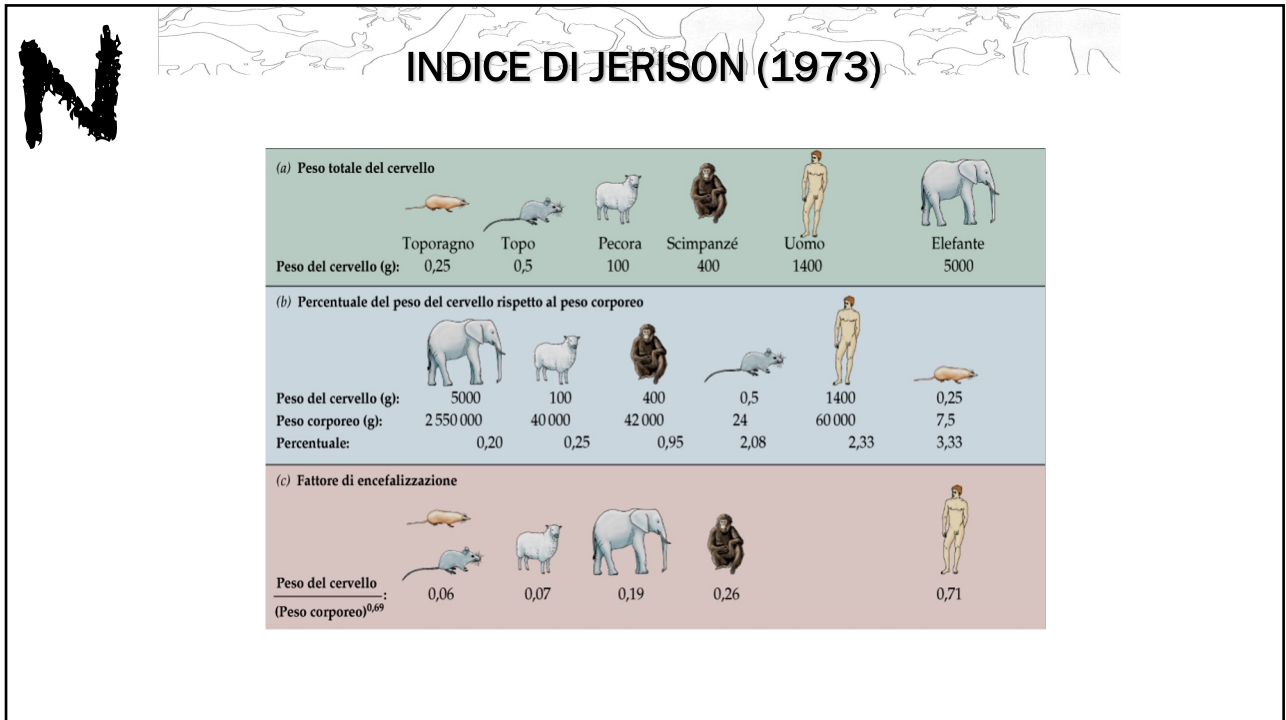 N
INDICE DI JERISON (1973)
(a) Peso totale del cervello
Toporagno Topo Pecora Scimpanzé Uomo Elefante
Peso del cervello (g): 0,25 0,5 100 400 1400 5000
(b) Percentuale del peso del cervello rispetto al peso corporeo
Peso del cervello (g): 5000 100 400 0,5 1400 0,25
Peso corporeo (g): 2 550 000 40 000 42 000 24 60 000 7,5
Percentuale: 0,20 0,25 0,95 2,08 2,33 3,33
(c) Fattore di encefalizzazione
Peso del cervello
(Peso corporeo)^0,69 : 0,06 0,07 0,19 0,26 0,71